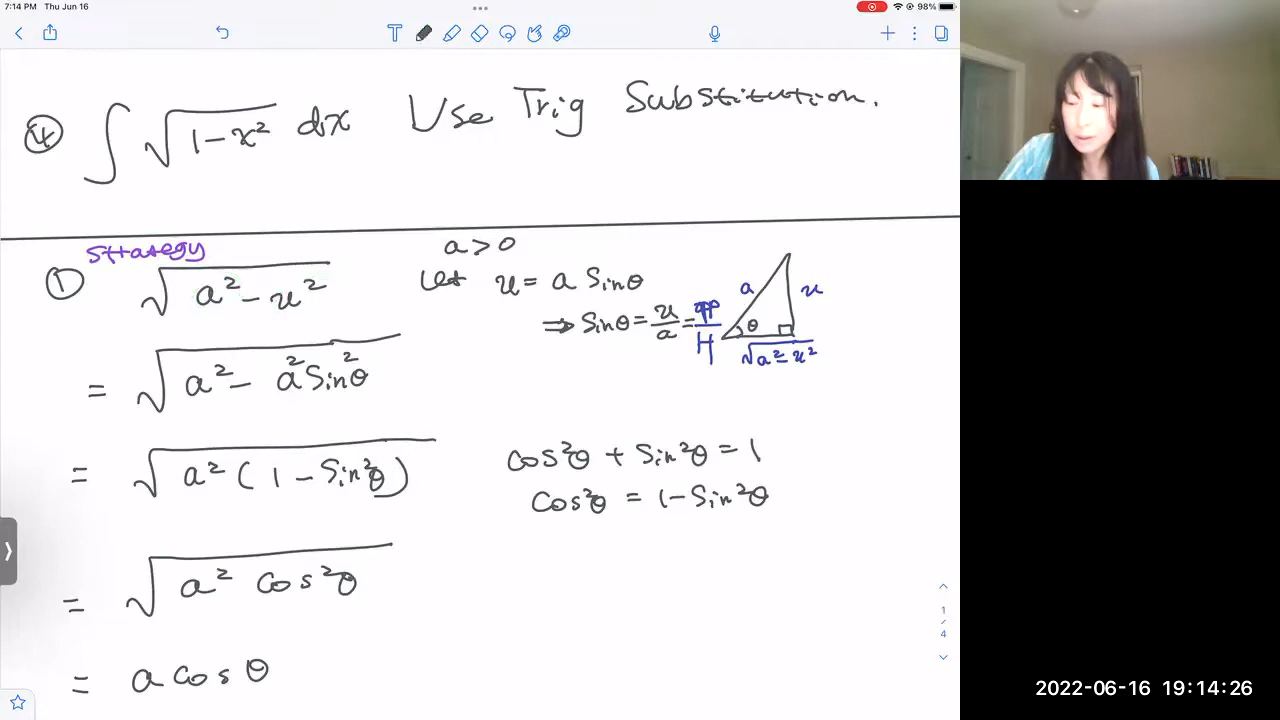 7:14 PM Thu Jun 16
98%
④ ∫ √(1-x²) dx Use Trig Substitution.
strategy
① √(a²-u²)
a>0
Let u = a Sinθ
⇒ Sinθ = u/a = opp/H
a
u
θ
√(a²-u²)
= √(a² - a²Sin²θ)
= √(a²(1-Sin²θ))
cos²θ + Sin²θ = 1
Cos²θ = 1-Sin²θ
= √(a² cos²θ)
= a cos θ
1
/
4
2022-06-16 19:14:26